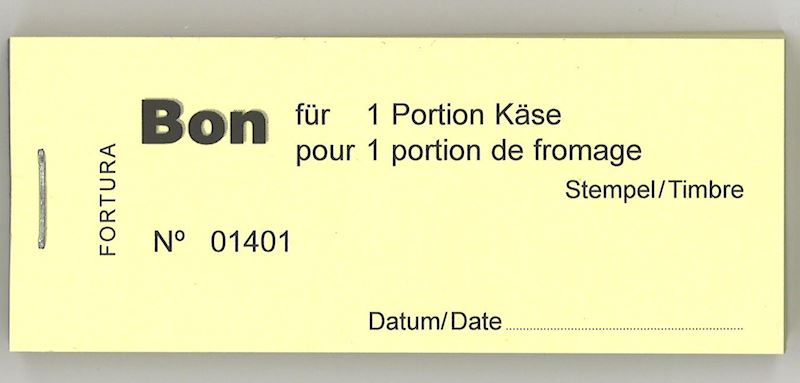 Bon für 1 Portion Käse
pour 1 portion de fromage
Stempel/Timbre
FORTURA
Nº 01401
Datum/Date